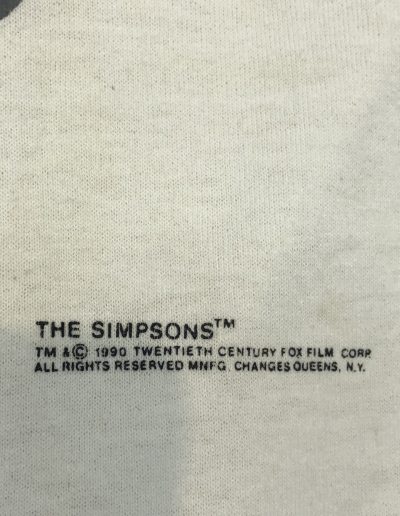 THE SIMPSONS™
TM & © 1990 TWENTIETH CENTURY FOX FILM CORP.
ALL RIGHTS RESERVED MNFG. CHANGES QUEENS, N.Y.